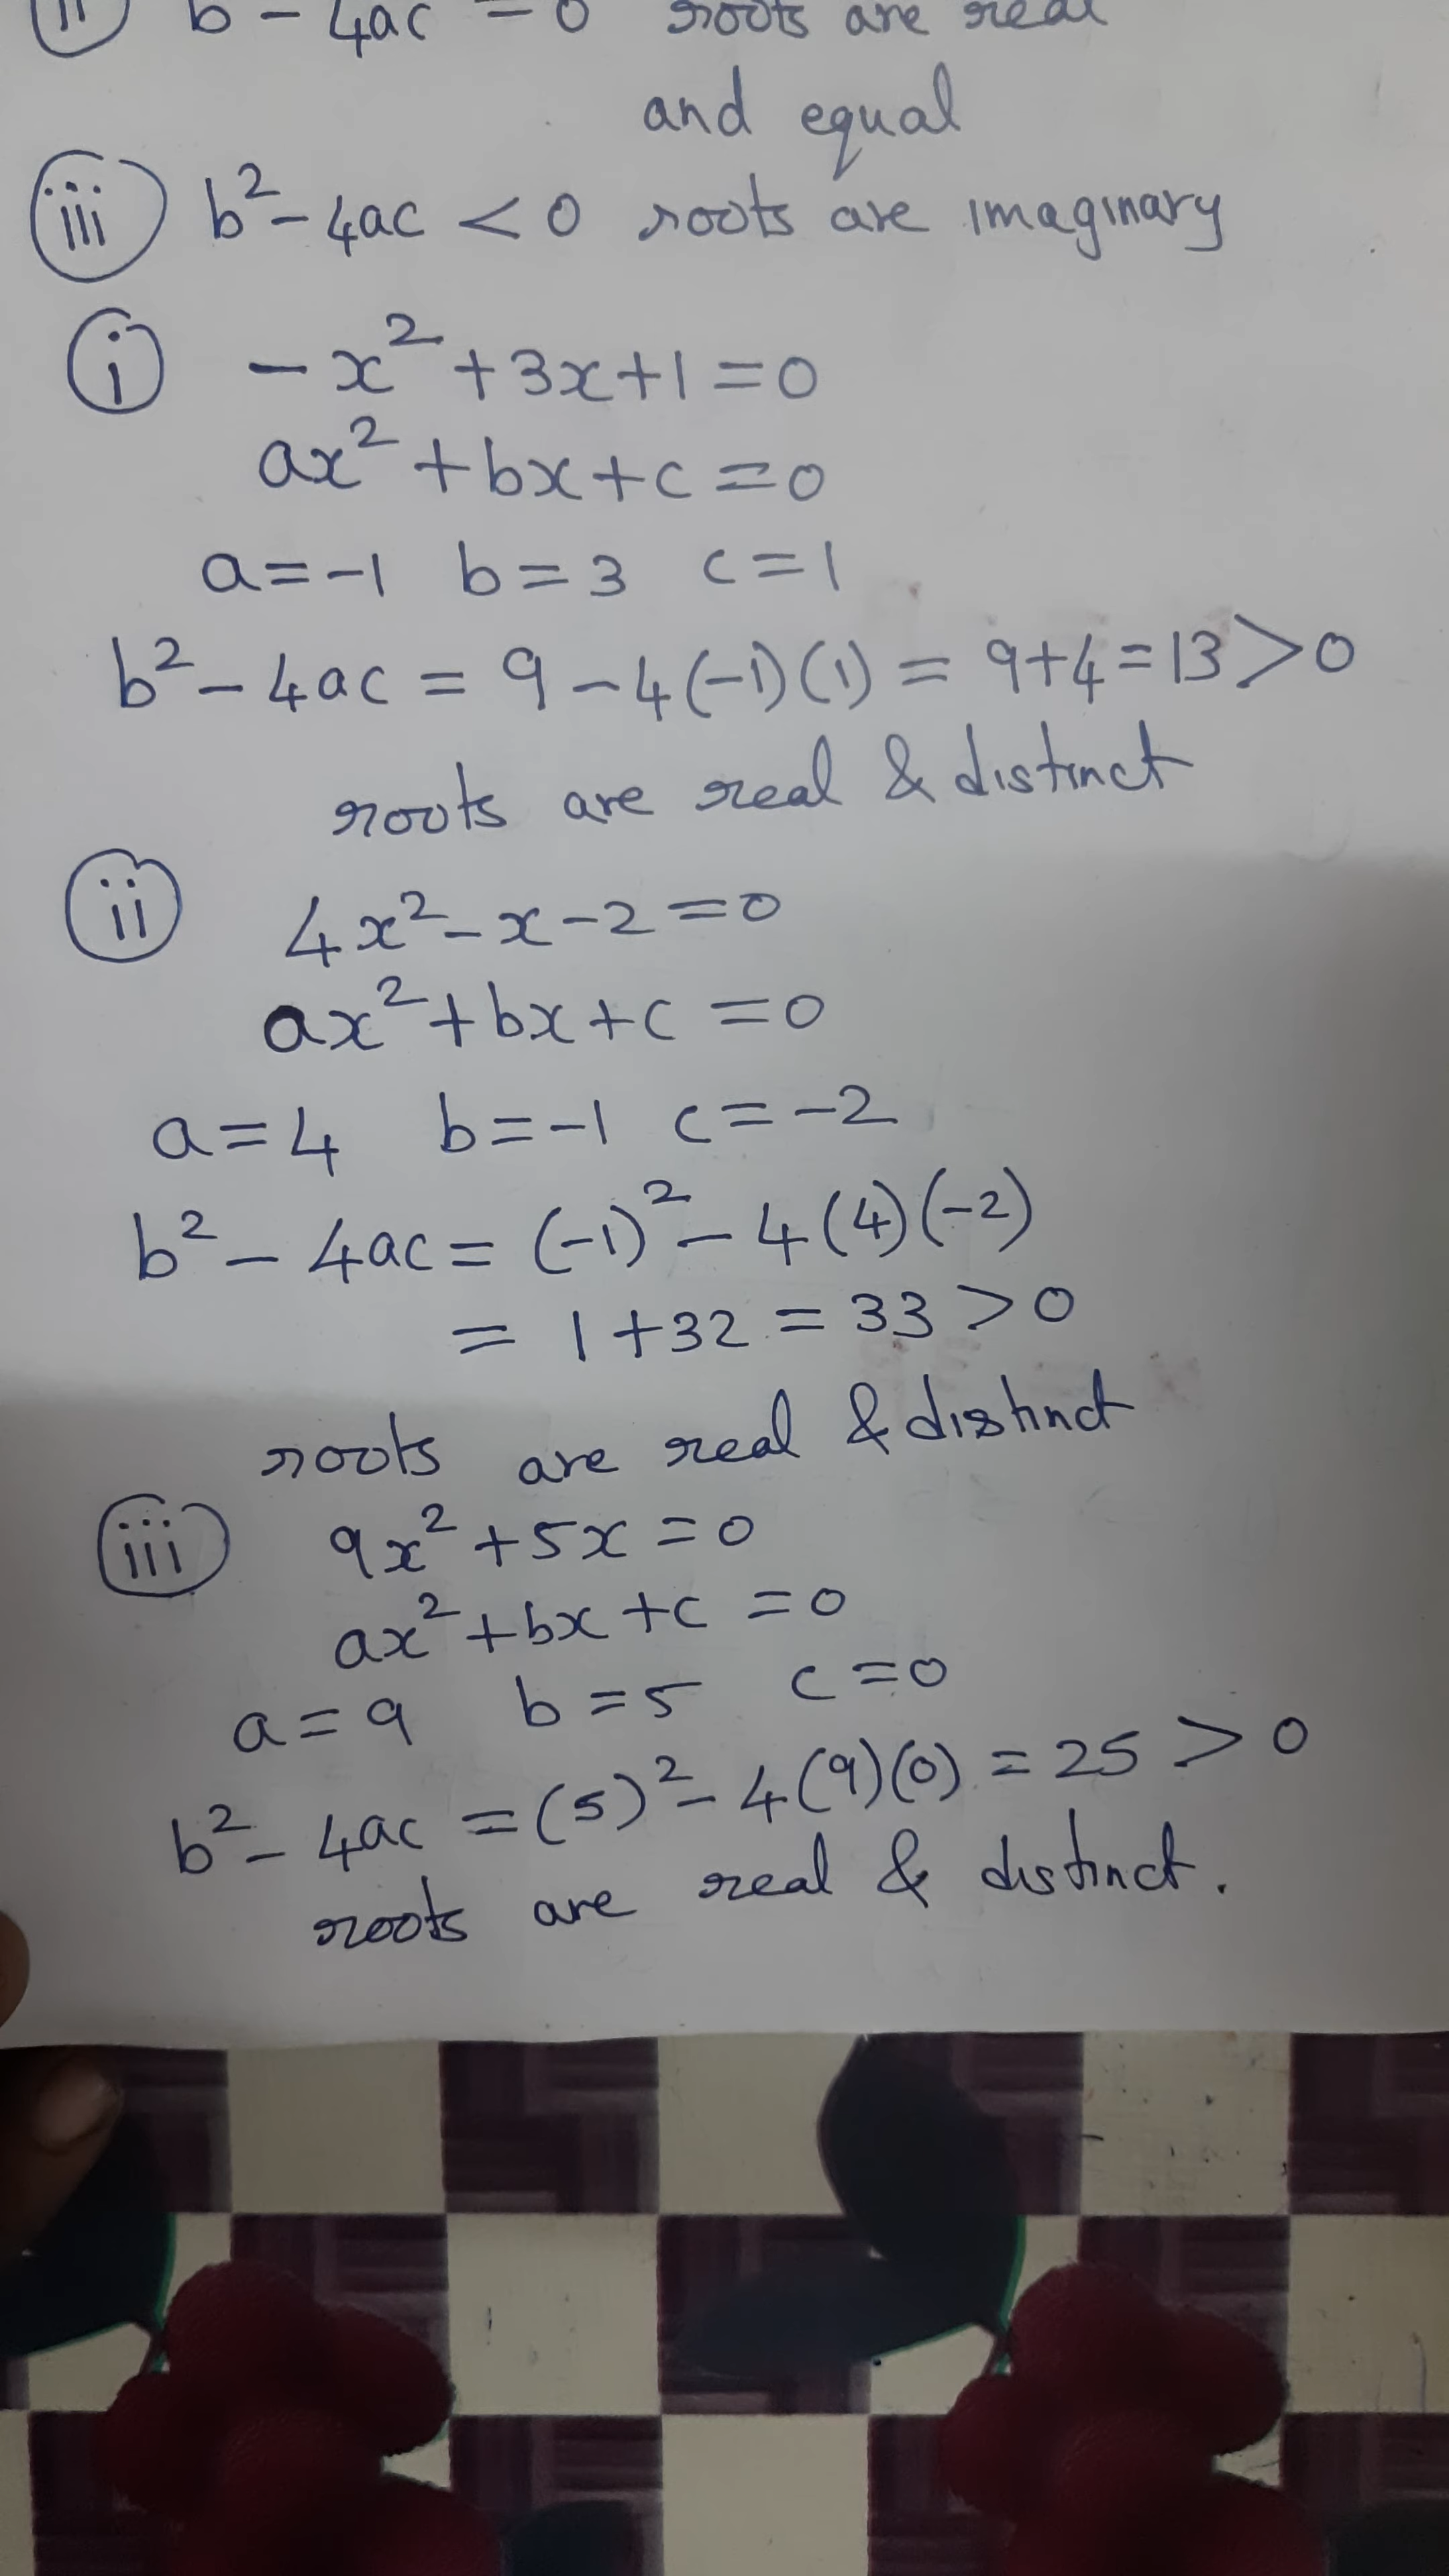 ii b - 4ac = 0 roots are real
and equal
iii b² - 4ac < 0 roots are imaginary
i -x² + 3x + 1 = 0
ax² + bx + c = 0
a = -1 b = 3 c = 1
b² - 4ac = 9 - 4(-1)(1) = 9 + 4 = 13 > 0
roots are real & distinct
ii 4x² - x - 2 = 0
ax² + bx + c = 0
a = 4 b = -1 c = -2
b² - 4ac = (-1)² - 4(4)(-2)
= 1 + 32 = 33 > 0
roots are real & distinct
iii 9x² + 5x = 0
ax² + bx + c = 0
a = 9 b = 5 c = 0
b² - 4ac = (5)² - 4(9)(0) = 25 > 0
roots are real & distinct.